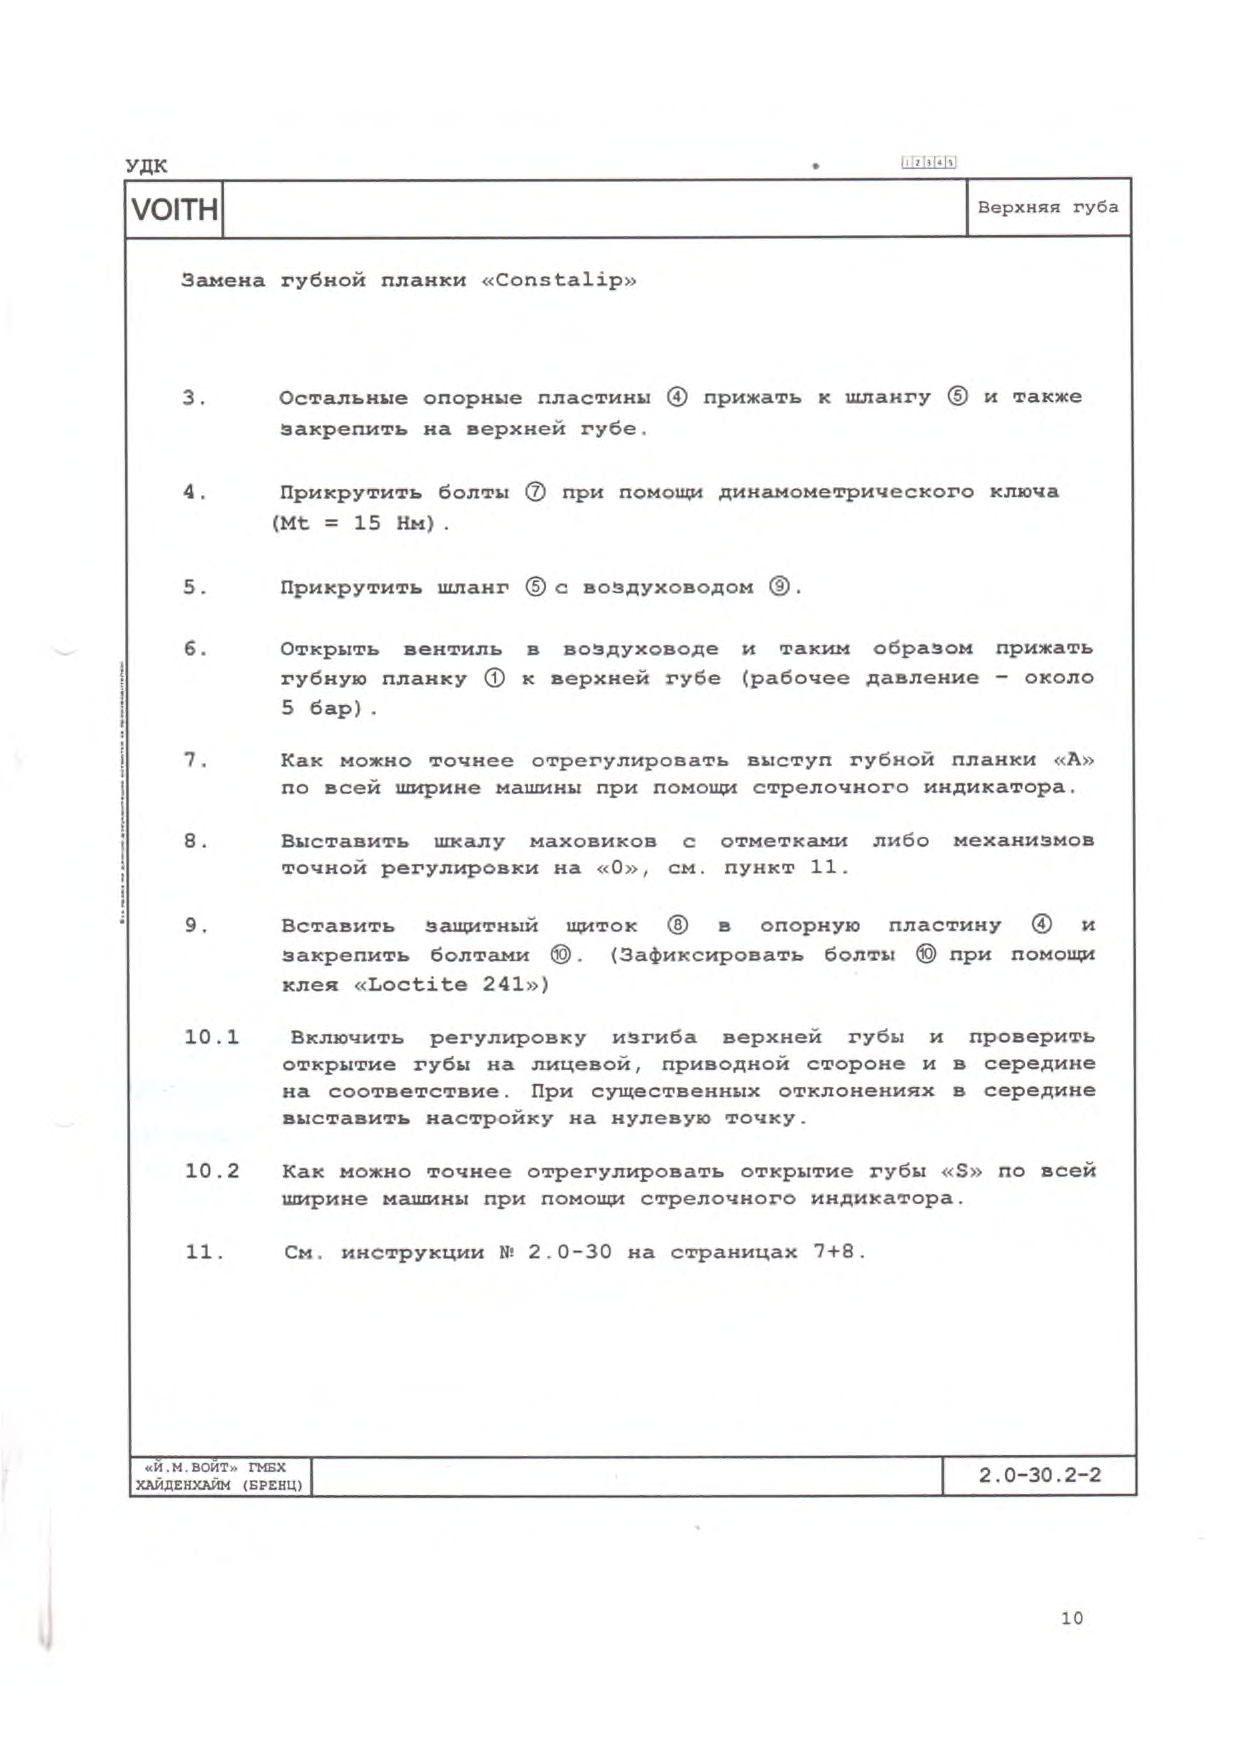 УДК
1 2 3 4 5
VOITH
Верхняя губа
Замена губной планки «Constalip»
3. Остальные опорные пластины ④ прижать к шлангу ⑤ и также
закрепить на верхней губе.
4. Прикрутить болты ⑦ при помощи динамометрического ключа
(Mt = 15 Нм).
5. Прикрутить шланг ⑤ с воздуховодом ⑨.
6. Открыть вентиль в воздуховоде и таким образом прижать
губную планку ① к верхней губе (рабочее давление – около
5 бар).
7. Как можно точнее отрегулировать выступ губной планки «А»
по всей ширине машины при помощи стрелочного индикатора.
8. Выставить шкалу маховиков с отметками либо механизмов
точной регулировки на «0», см. пункт 11.
9. Вставить защитный щиток ⑧ в опорную пластину ④ и
закрепить болтами ⑩. (Зафиксировать болты ⑩ при помощи
клея «Loctite 241»)
10.1 Включить регулировку изгиба верхней губы и проверить
открытие губы на лицевой, приводной стороне и в середине
на соответствие. При существенных отклонениях в середине
выставить настройку на нулевую точку.
10.2 Как можно точнее отрегулировать открытие губы «S» по всей
ширине машины при помощи стрелочного индикатора.
11. См. инструкции № 2.0-30 на страницах 7+8.
«Й.М.ВОЙТ» ГМБХ
ХАЙДЕНХАЙМ (БРЕНЦ)
2.0-30.2-2
10